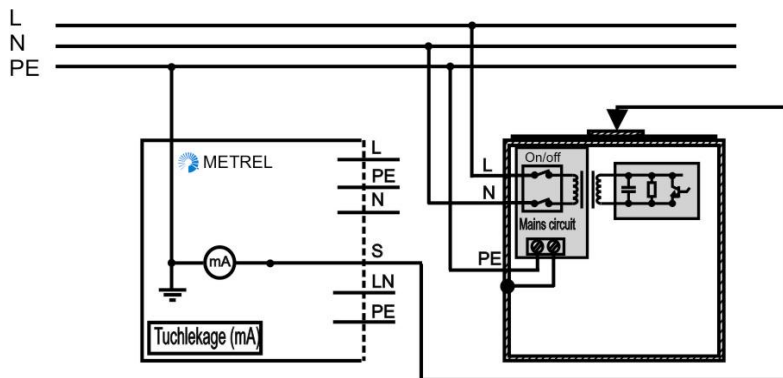 L
N
PE
METREL
L
PE
N
S
mA
LN
PE
Tuchlekage (mA)
On/off
L
N
Mains circuit
PE